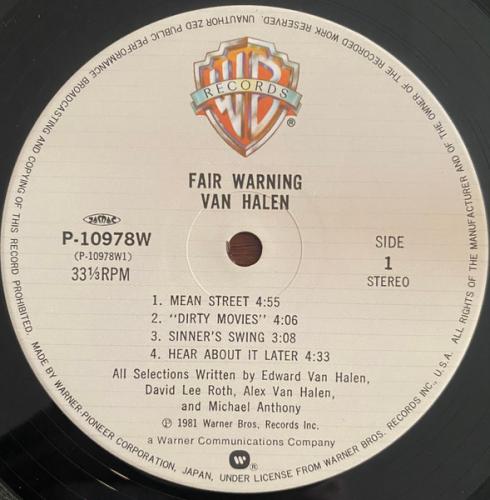 WB
RECORDS
®
FAIR WARNING
VAN HALEN
P-10978W
(P-10978W1)
33⅓RPM
SIDE
1
STEREO
1. MEAN STREET 4:55
2. “DIRTY MOVIES” 4:06
3. SINNER'S SWING 3:08
4. HEAR ABOUT IT LATER 4:33
All Selections Written by Edward Van Halen,
David Lee Roth, Alex Van Halen,
and Michael Anthony
℗ 1981 Warner Bros. Records Inc.
a Warner Communications Company
W®
MADE BY WARNER-PIONEER CORPORATION, JAPAN, UNDER LICENSE FROM WARNER BROS. RECORDS INC., U.S.A. ALL RIGHTS OF THE MANUFACTURER AND OF THE OWNER OF THE RECORDED WORK RESERVED. UNAUTHORIZED PUBLIC PERFORMANCE BROADCASTING AND COPYING OF THIS RECORD PROHIBITED.